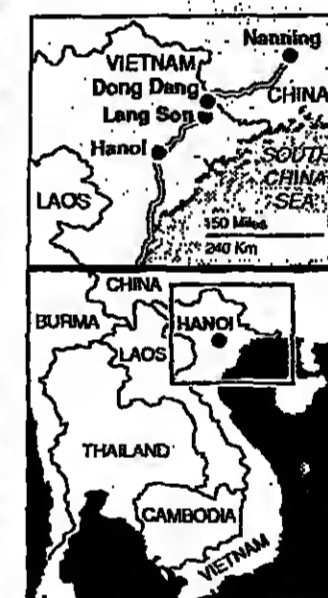 Nanning
VIETNAM
Dong Dang
CHINA
Lang Son
Hanoi
SOUTH
CHINA
SEA
LAOS
150 Miles
240 Km
CHINA
BURMA
HANOI
LAOS
THAILAND
CAMBODIA
VIETNAM